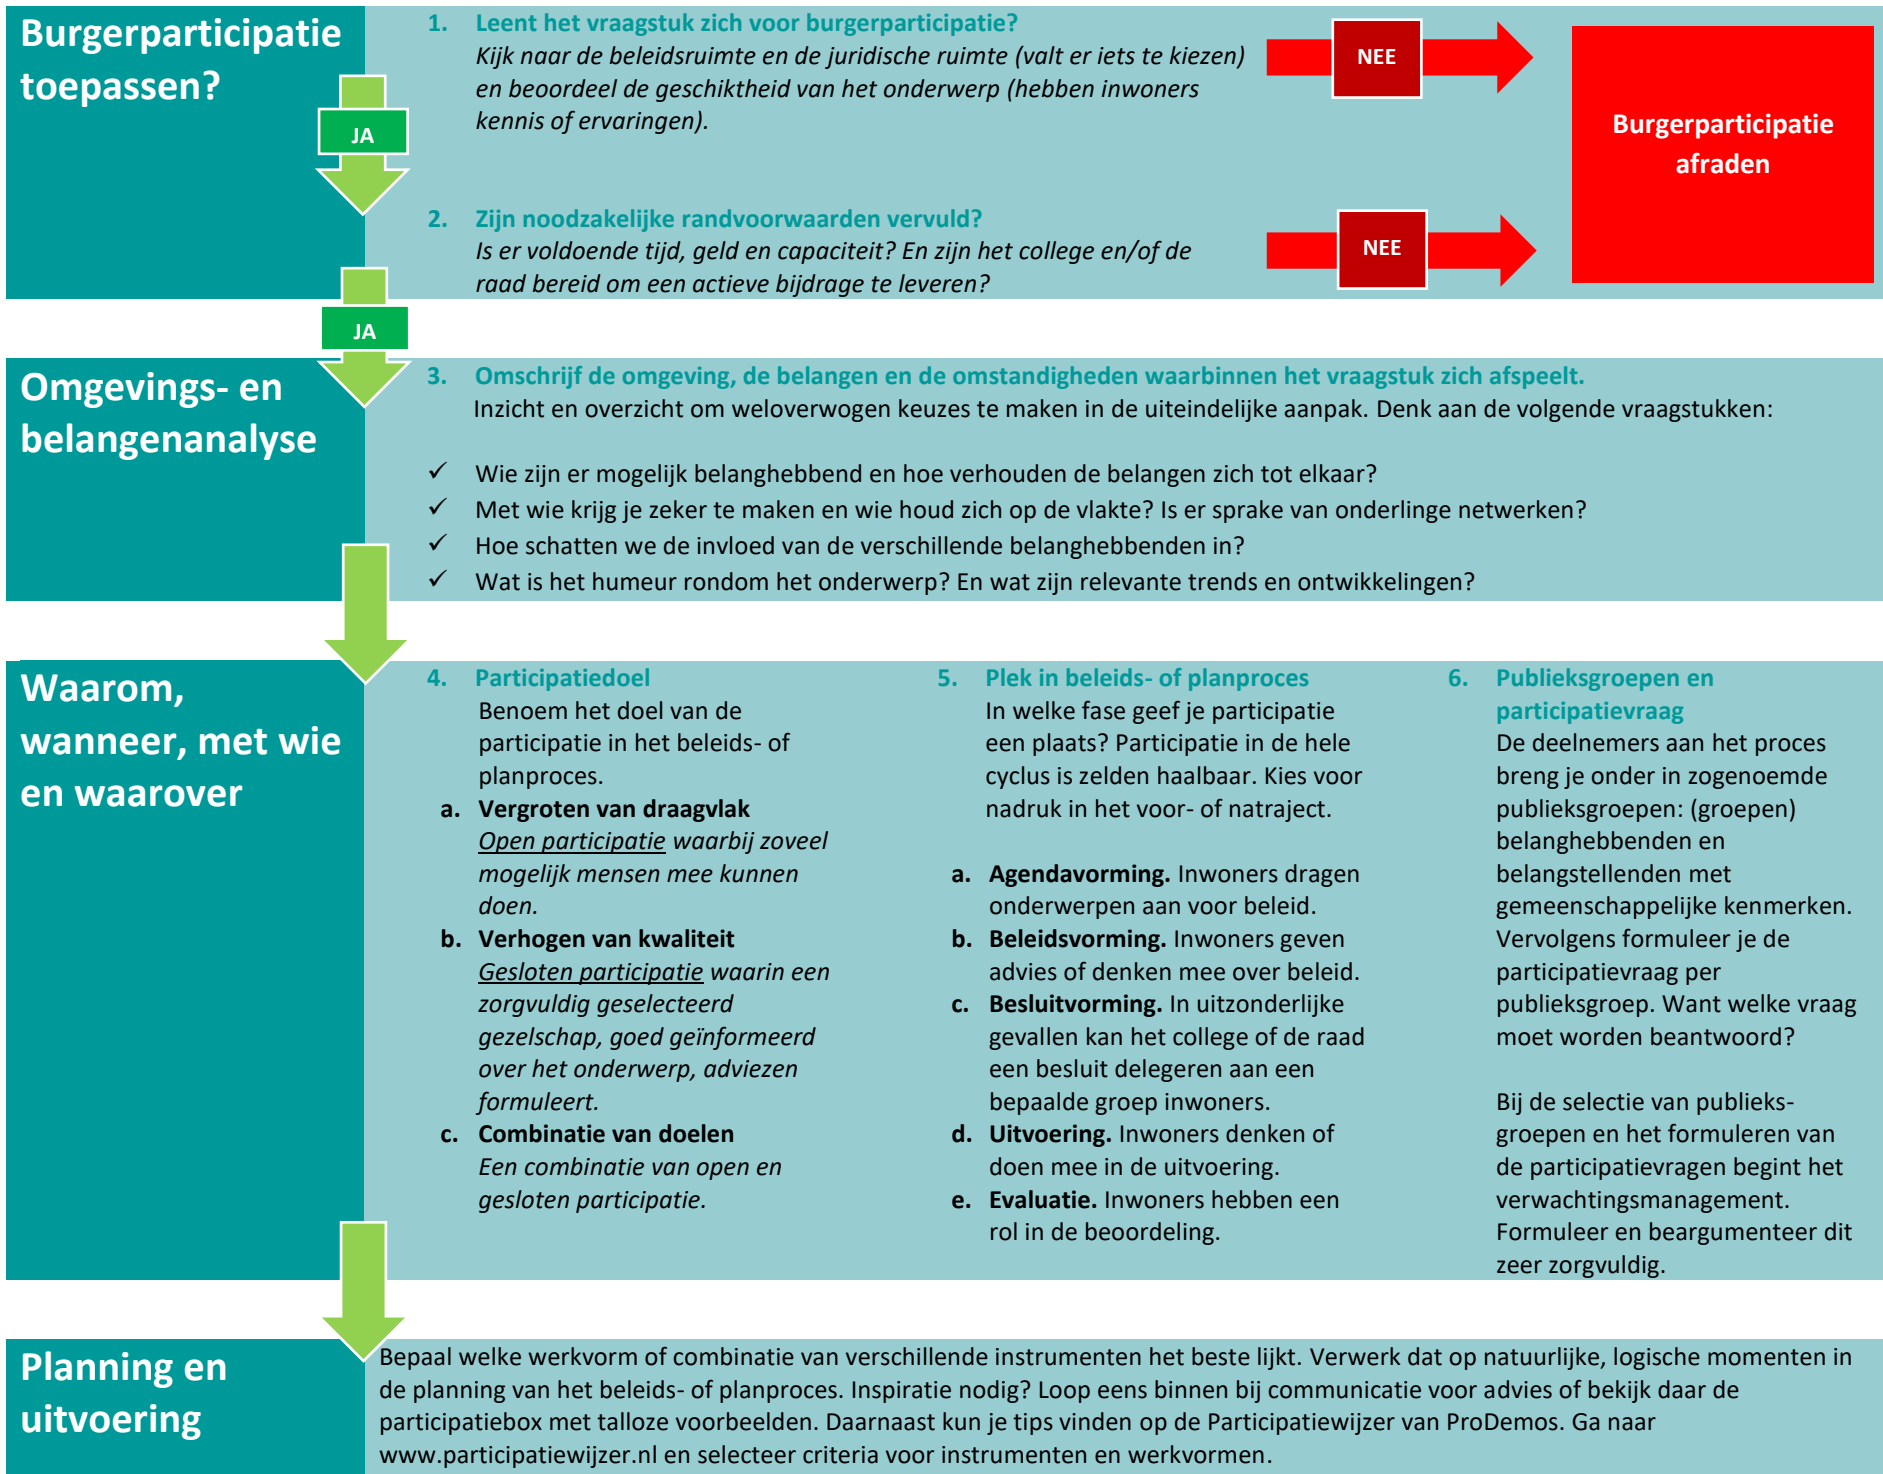 Burgerparticipatie
toepassen?
JA
1. Leent het vraagstuk zich voor burgerparticipatie?
Kijk naar de beleidsruimte en de juridische ruimte (valt er iets te kiezen)
en beoordeel de geschiktheid van het onderwerp (hebben inwoners
kennis of ervaringen).
NEE
Burgerparticipatie
afraden
2. Zijn noodzakelijke randvoorwaarden vervuld?
Is er voldoende tijd, geld en capaciteit? En zijn het college en/of de
raad bereid om een actieve bijdrage te leveren?
NEE
JA
Omgevings- en
belangenanalyse
3. Omschrijf de omgeving, de belangen en de omstandigheden waarbinnen het vraagstuk zich afspeelt.
Inzicht en overzicht om weloverwogen keuzes te maken in de uiteindelijke aanpak. Denk aan de volgende vraagstukken:
✓ Wie zijn er mogelijk belanghebbend en hoe verhouden de belangen zich tot elkaar?
✓ Met wie krijg je zeker te maken en wie houd zich op de vlakte? Is er sprake van onderlinge netwerken?
✓ Hoe schatten we de invloed van de verschillende belanghebbenden in?
✓ Wat is het humeur rondom het onderwerp? En wat zijn relevante trends en ontwikkelingen?
Waarom,
wanneer, met wie
en waarover
4. Participatiedoel
Benoem het doel van de
participatie in het beleids- of
planproces.
a. Vergroten van draagvlak
Open participatie waarbij zoveel
mogelijk mensen mee kunnen
doen.
b. Verhogen van kwaliteit
Gesloten participatie waarin een
zorgvuldig geselecteerd
gezelschap, goed geïnformeerd
over het onderwerp, adviezen
formuleert.
c. Combinatie van doelen
Een combinatie van open en
gesloten participatie.
5. Plek in beleids- of planproces
In welke fase geef je participatie
een plaats? Participatie in de hele
cyclus is zelden haalbaar. Kies voor
nadruk in het voor- of natraject.
a. Agendavorming. Inwoners dragen
onderwerpen aan voor beleid.
b. Beleidsvorming. Inwoners geven
advies of denken mee over beleid.
c. Besluitvorming. In uitzonderlijke
gevallen kan het college of de raad
een besluit delegeren aan een
bepaalde groep inwoners.
d. Uitvoering. Inwoners denken of
doen mee in de uitvoering.
e. Evaluatie. Inwoners hebben een
rol in de beoordeling.
6. Publieksgroepen en
participatievraag
De deelnemers aan het proces
breng je onder in zogenoemde
publieksgroepen: (groepen)
belanghebbenden en
belangstellenden met
gemeenschappelijke kenmerken.
Vervolgens formuleer je de
participatievraag per
publieksgroep. Want welke vraag
moet worden beantwoord?
Bij de selectie van publieks-
groepen en het formuleren van
de participatievragen begint het
verwachtingsmanagement.
Formuleer en beargumenteer dit
zeer zorgvuldig.
Planning en
uitvoering
Bepaal welke werkvorm of combinatie van verschillende instrumenten het beste lijkt. Verwerk dat op natuurlijke, logische momenten in
de planning van het beleids- of planproces. Inspiratie nodig? Loop eens binnen bij communicatie voor advies of bekijk daar de
participatiebox met talloze voorbeelden. Daarnaast kun je tips vinden op de Participatiewijzer van ProDemos. Ga naar
www.participatiewijzer.nl en selecteer criteria voor instrumenten en werkvormen.